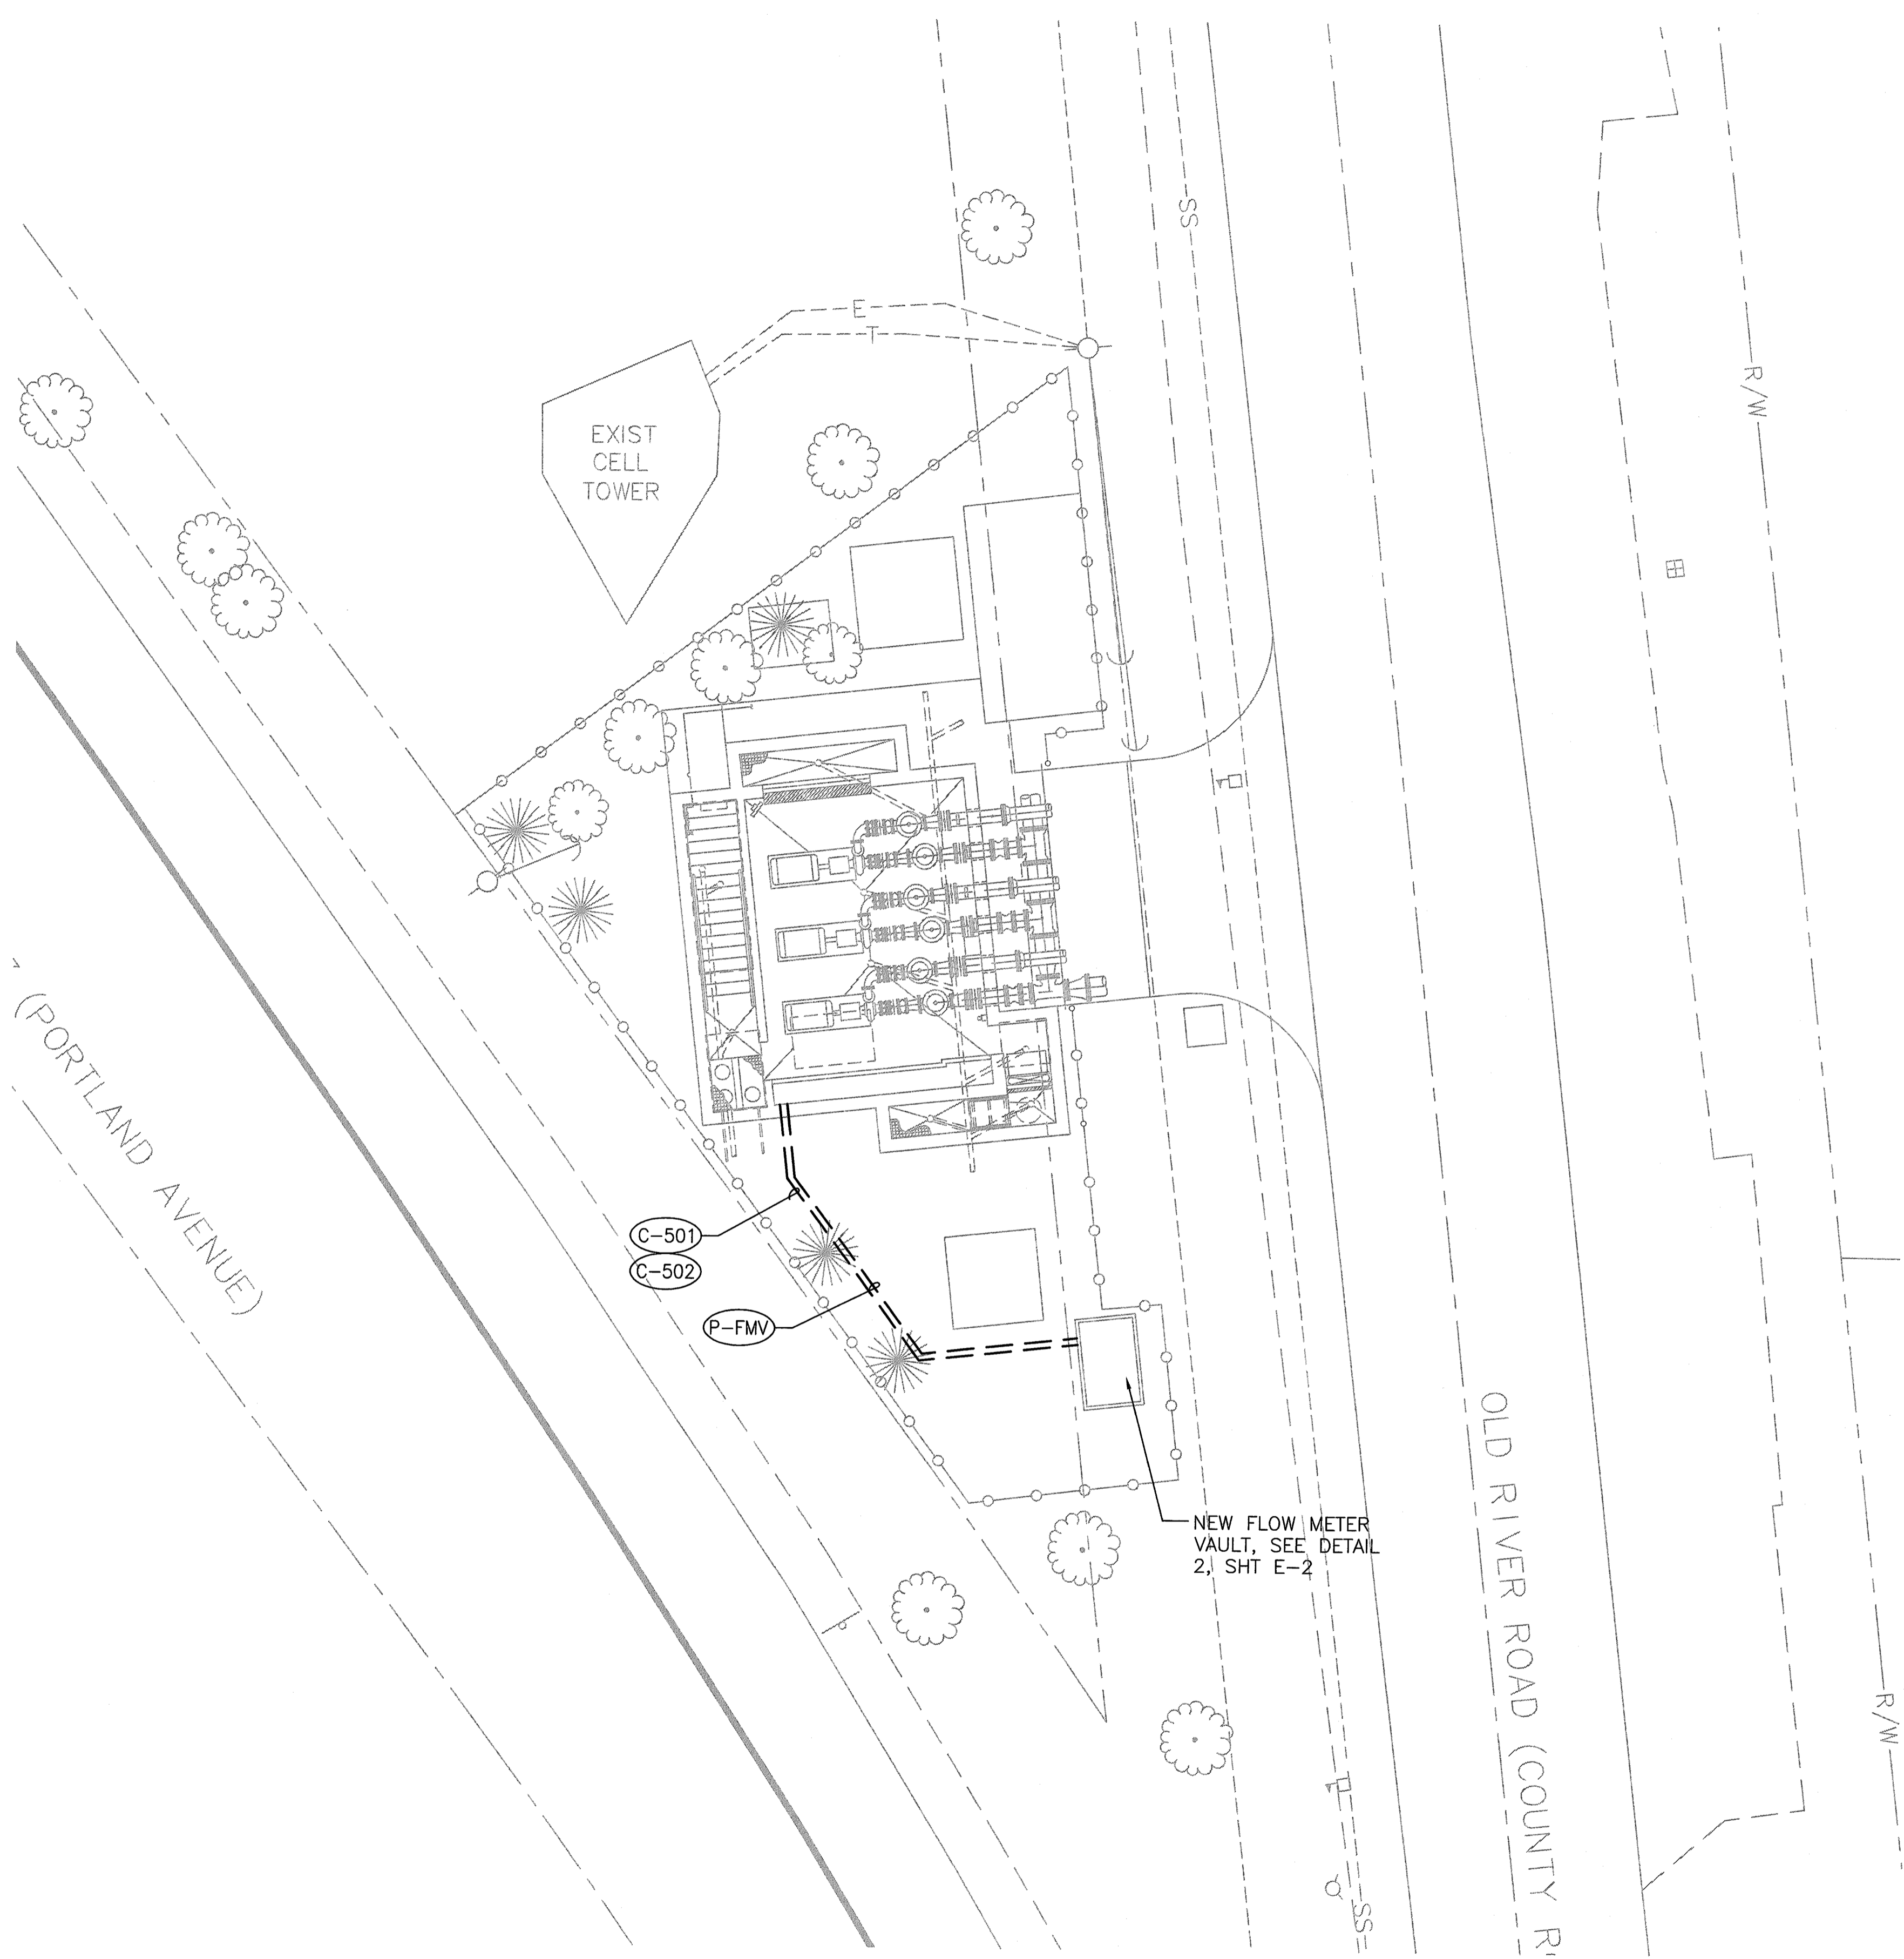 SS
E
T
R/W
EXIST
CELL
TOWER
(PORTLAND AVENUE)
C-501
C-502
P-FMV
NEW FLOW METER
VAULT, SEE DETAIL
2, SHT E-2
OLD RIVER ROAD (COUNTY
R/W
SS